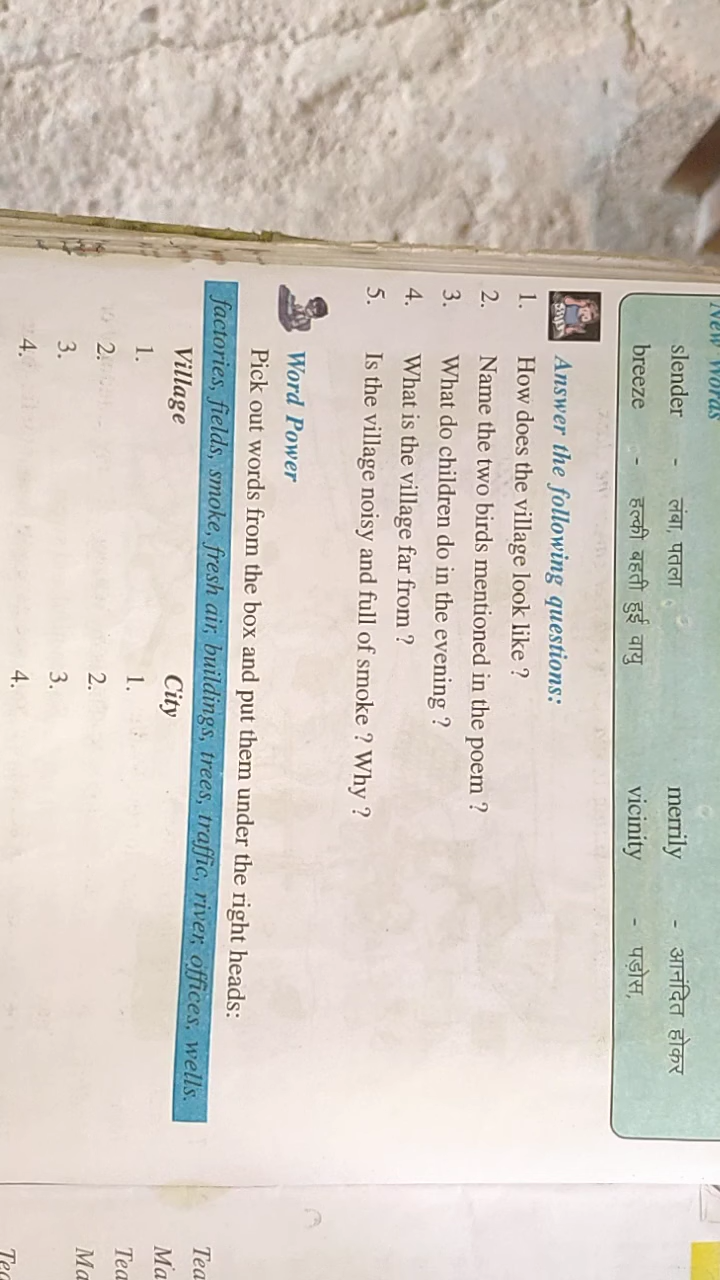 New Words
slender - लंबा, पतला merrily - आनंदित होकर
breeze - हल्की बहती हुई वायु vicinity - पड़ोस,
Answer the following questions:
1. How does the village look like ?
2. Name the two birds mentioned in the poem ?
3. What do children do in the evening ?
4. What is the village far from ?
5. Is the village noisy and full of smoke ? Why ?
Word Power
Pick out words from the box and put them under the right heads:
factories, fields, smoke, fresh air, buildings, trees, traffic, river, offices, wells.
Village City
1. 1.
2. 2.
3. 3.
4. 4.